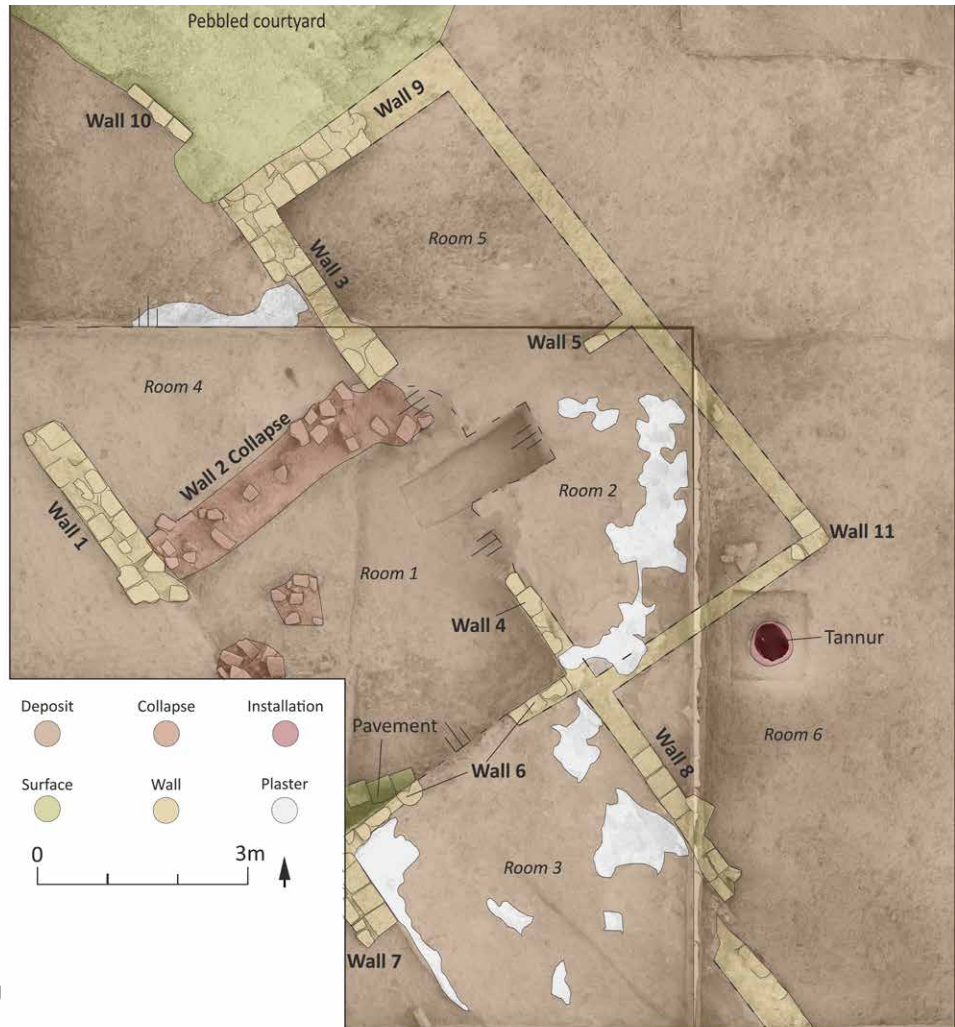 Pebbled courtyard
Wall 10
Wall 9
Room 5
Wall 3
Wall 5
Room 4
Wall 2 Collapse
Room 2
Wall 1
Wall 11
Room 1
Wall 4
Tannur
Deposit
Collapse
Installation
Pavement
Room 6
Wall 8
Wall 6
Surface
Wall
Plaster
0
3m
Room 3
Wall 7